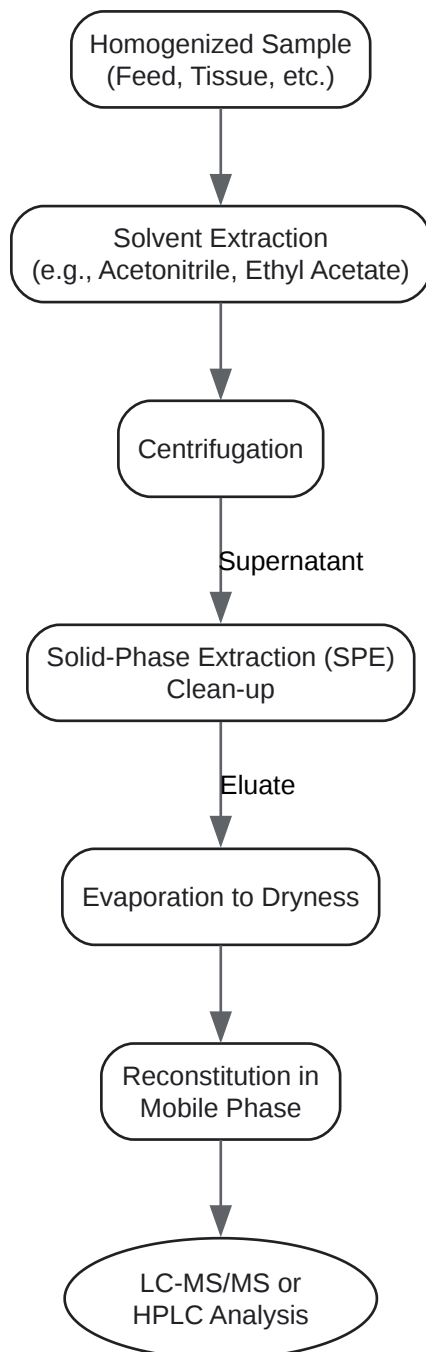 Homogenized Sample
(Feed, Tissue, etc.)
Solvent Extraction
(e.g., Acetonitrile, Ethyl Acetate)
Centrifugation
Supernatant
Solid-Phase Extraction (SPE)
Clean-up
Eluate
Evaporation to Dryness
Reconstitution in
Mobile Phase
LC-MS/MS or
HPLC Analysis